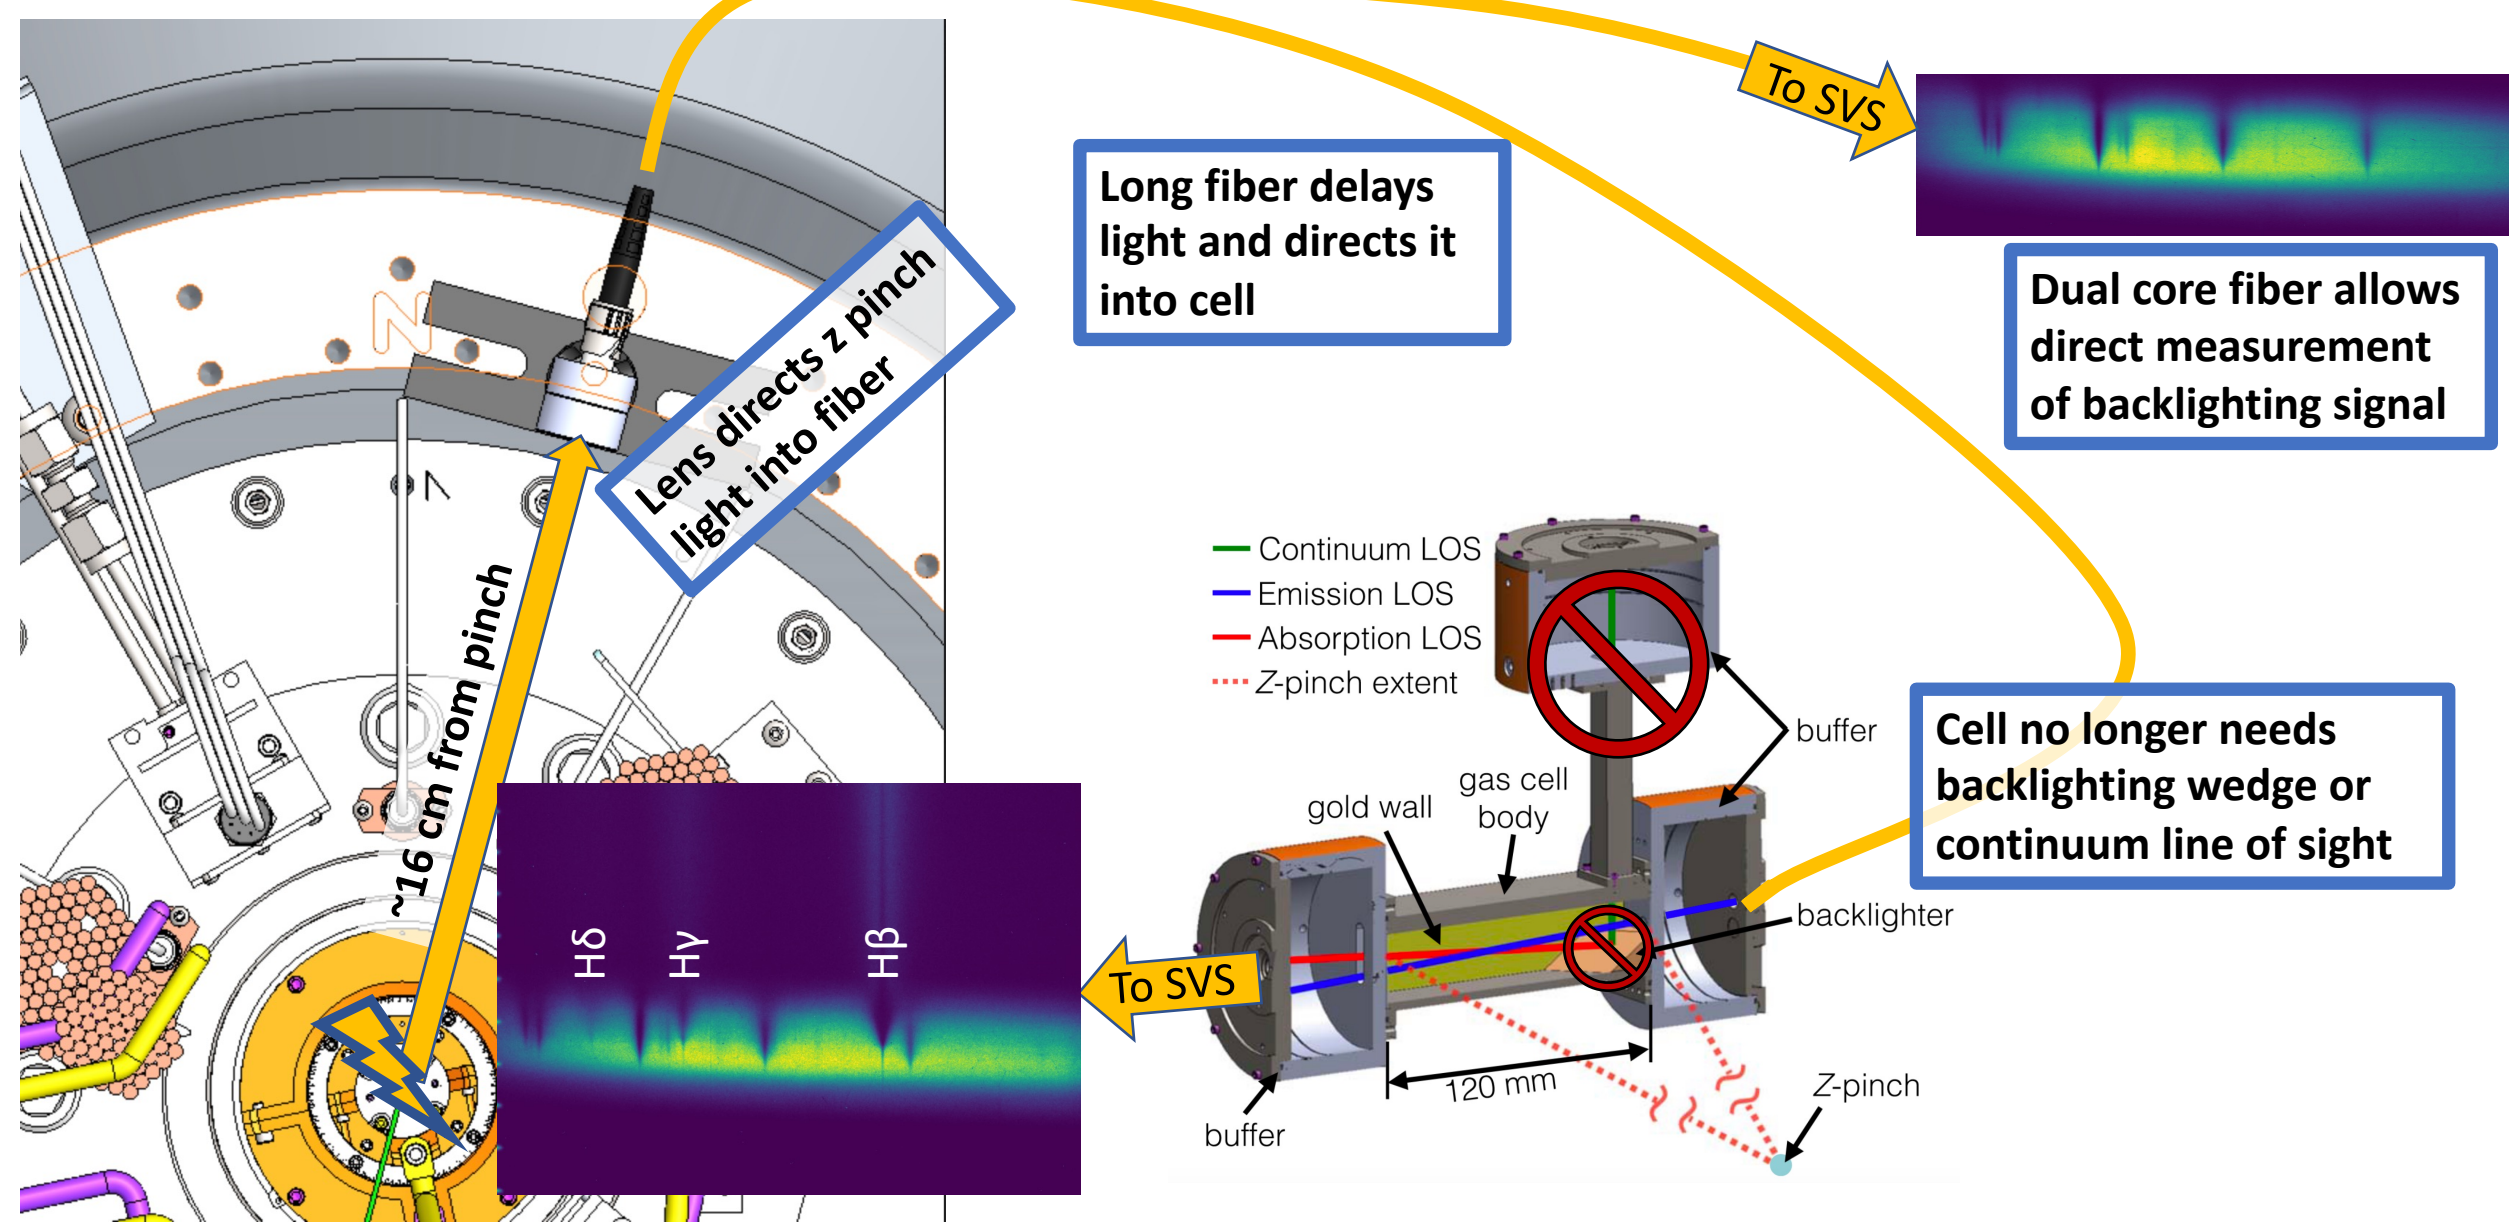 To SVS
Long fiber delays
light and directs it
into cell
Dual core fiber allows
direct measurement
of backlighting signal
Lens directs z pinch
light into fiber
~16 cm from pinch
Continuum LOS
Emission LOS
Absorption LOS
Z-pinch extent
buffer
Cell no longer needs
backlighting wedge or
continuum line of sight
gas cell
body
gold wall
backlighter
Hδ
Hγ
Hβ
To SVS
120 mm
Z-pinch
buffer